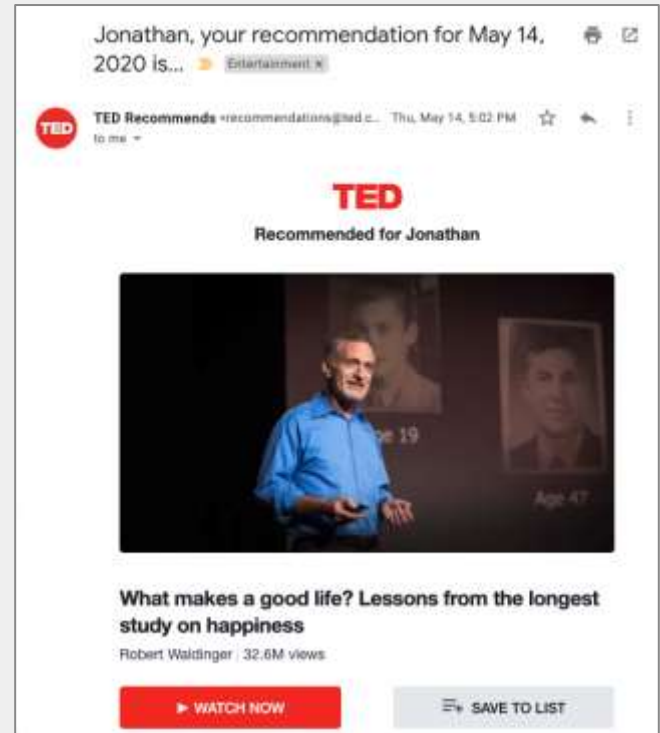 Jonathan, your recommendation for May 14,
2020 is... Entertainment x
TED
TED Recommends <recommendations@ted.c... Thu, May 14, 5:02 PM
to me
TED
Recommended for Jonathan
Age 19
Age 47
What makes a good life? Lessons from the longest
study on happiness
Robert Waldinger 32.6M views
WATCH NOW
SAVE TO LIST